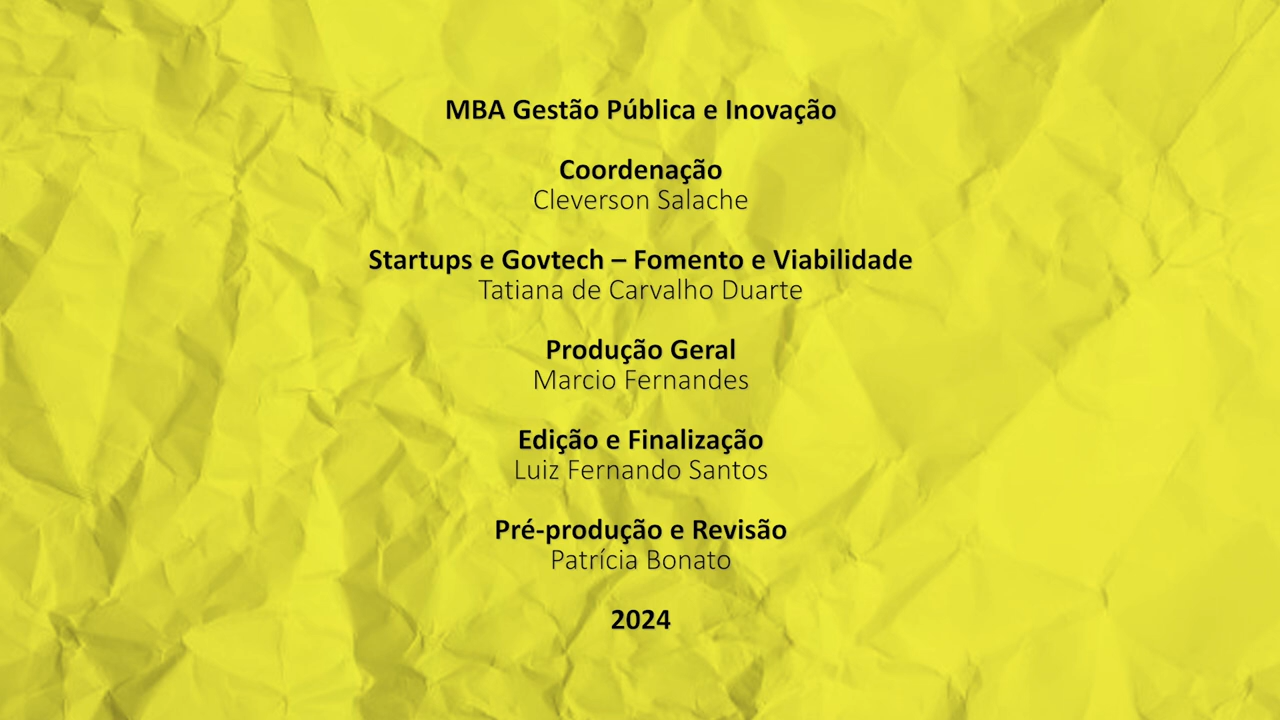 MBA Gestão Pública e Inovação
Coordenação
Cleverson Salache
Startups e Govtech – Fomento e Viabilidade
Tatiana de Carvalho Duarte
Produção Geral
Marcio Fernandes
Edição e Finalização
Luiz Fernando Santos
Pré-produção e Revisão
Patrícia Bonato
2024